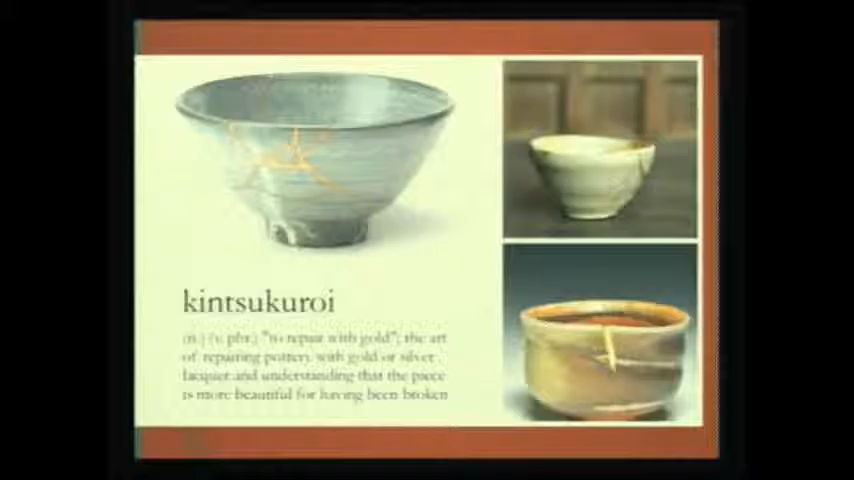 kintsukuroi
(n.) (v. phr.) "to repair with gold"; the art
of repairing pottery with gold or silver
lacquer and understanding that the piece
is more beautiful for having been broken